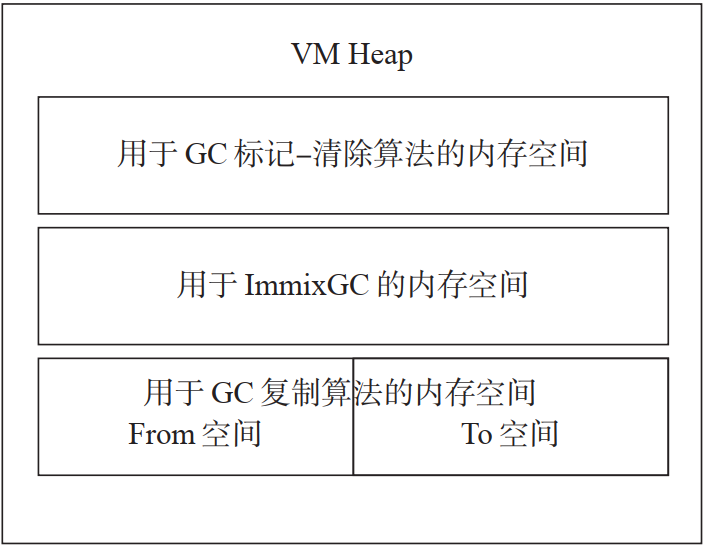 VM Heap
用于 GC 标记–清除算法的内存空间
用于 ImmixGC 的内存空间
用于 GC 复制算法的内存空间
From 空间
To 空间